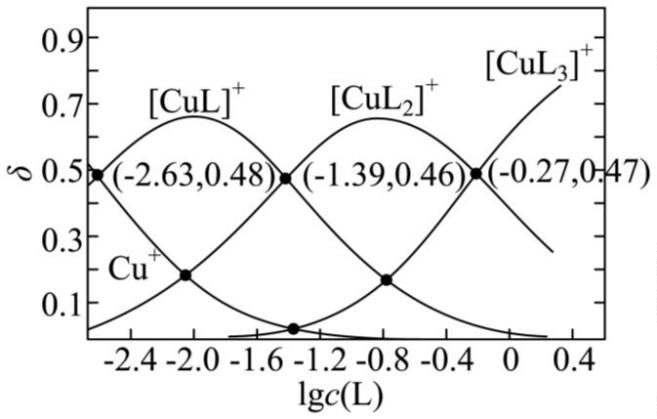 0.9
[CuL₃]⁺
[CuL]⁺ [CuL₂]⁺
0.7
δ 0.5 (-2.63,0.48) (-1.39,0.46) (-0.27,0.47)
0.3
Cu⁺
0.1
-2.4 -2.0 -1.6 -1.2 -0.8 -0.4 0 0.4
lgc(L)